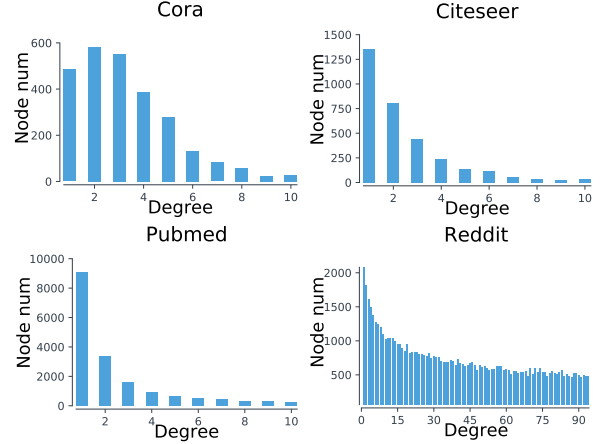 Cora
Node num
600
400
200
0
2 4 6 8 10
Degree
Citeseer
Node num
1500
1250
1000
750
500
250
0
2 4 6 8 10
Degree
Pubmed
Node num
10000
8000
6000
4000
2000
0
2 4 6 8 10
Degree
Reddit
Node num
2000
1500
1000
500
0 15 30 45 60 75 90
Degree